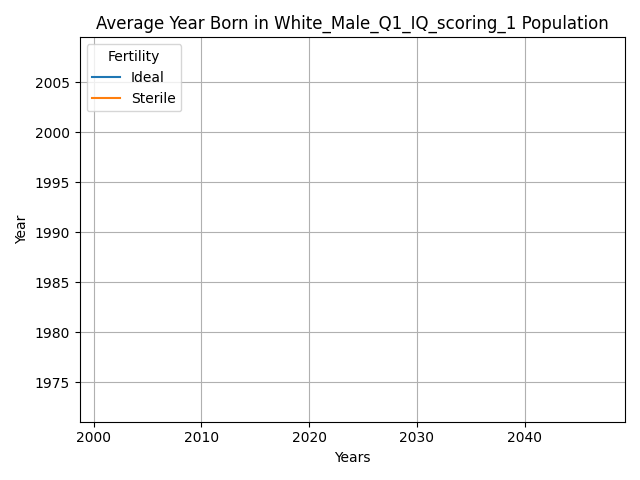 Average Year Born in White_Male_Q1_IQ_scoring_1 Population
Fertility
Ideal
Sterile
2005
2000
1995
1990
1985
1980
1975
Year
2000 2010 2020 2030 2040
Years